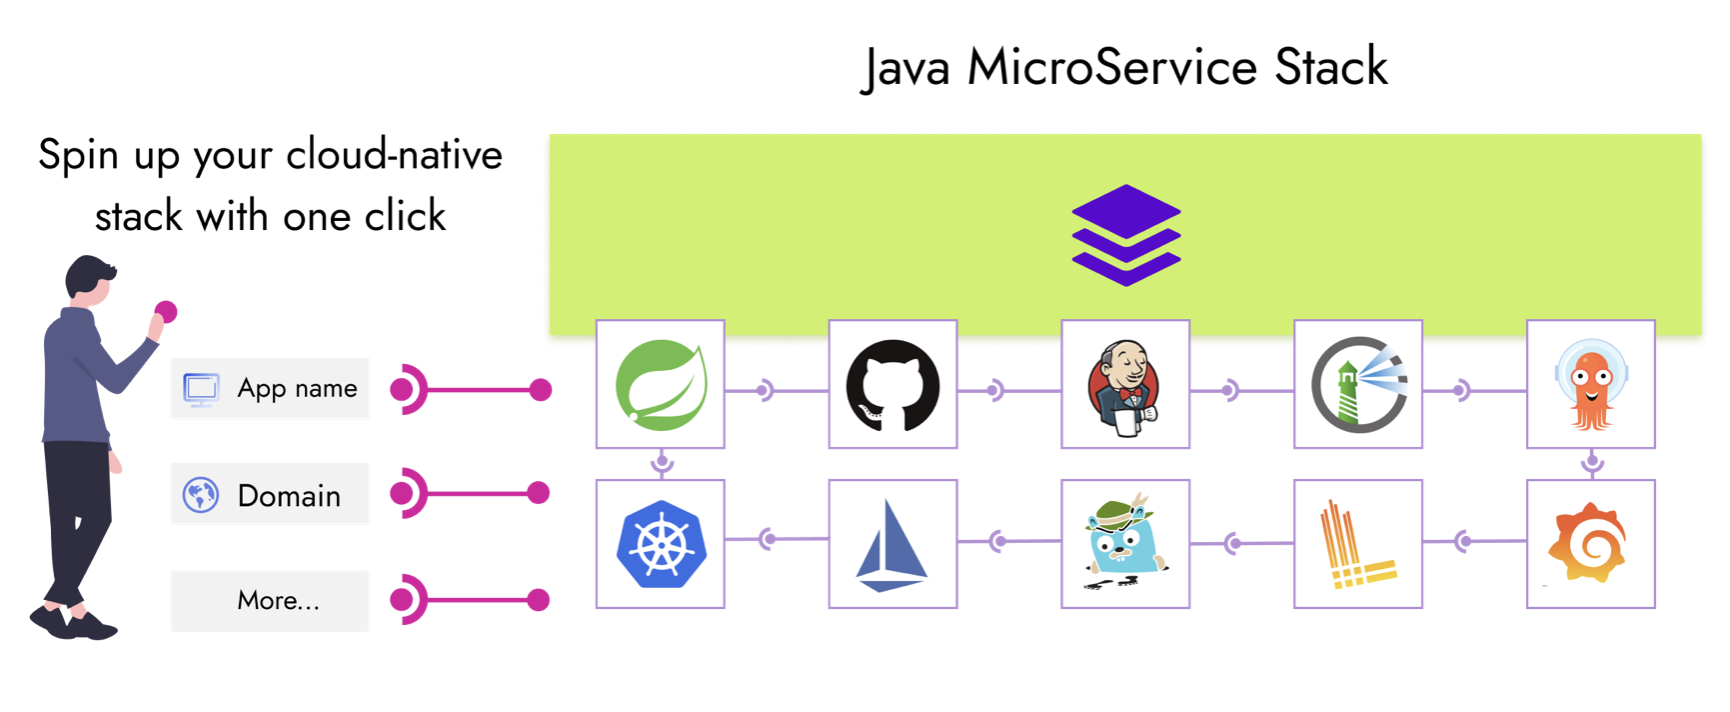 Java MicroService Stack
Spin up your cloud-native
stack with one click
App name
Domain
More...